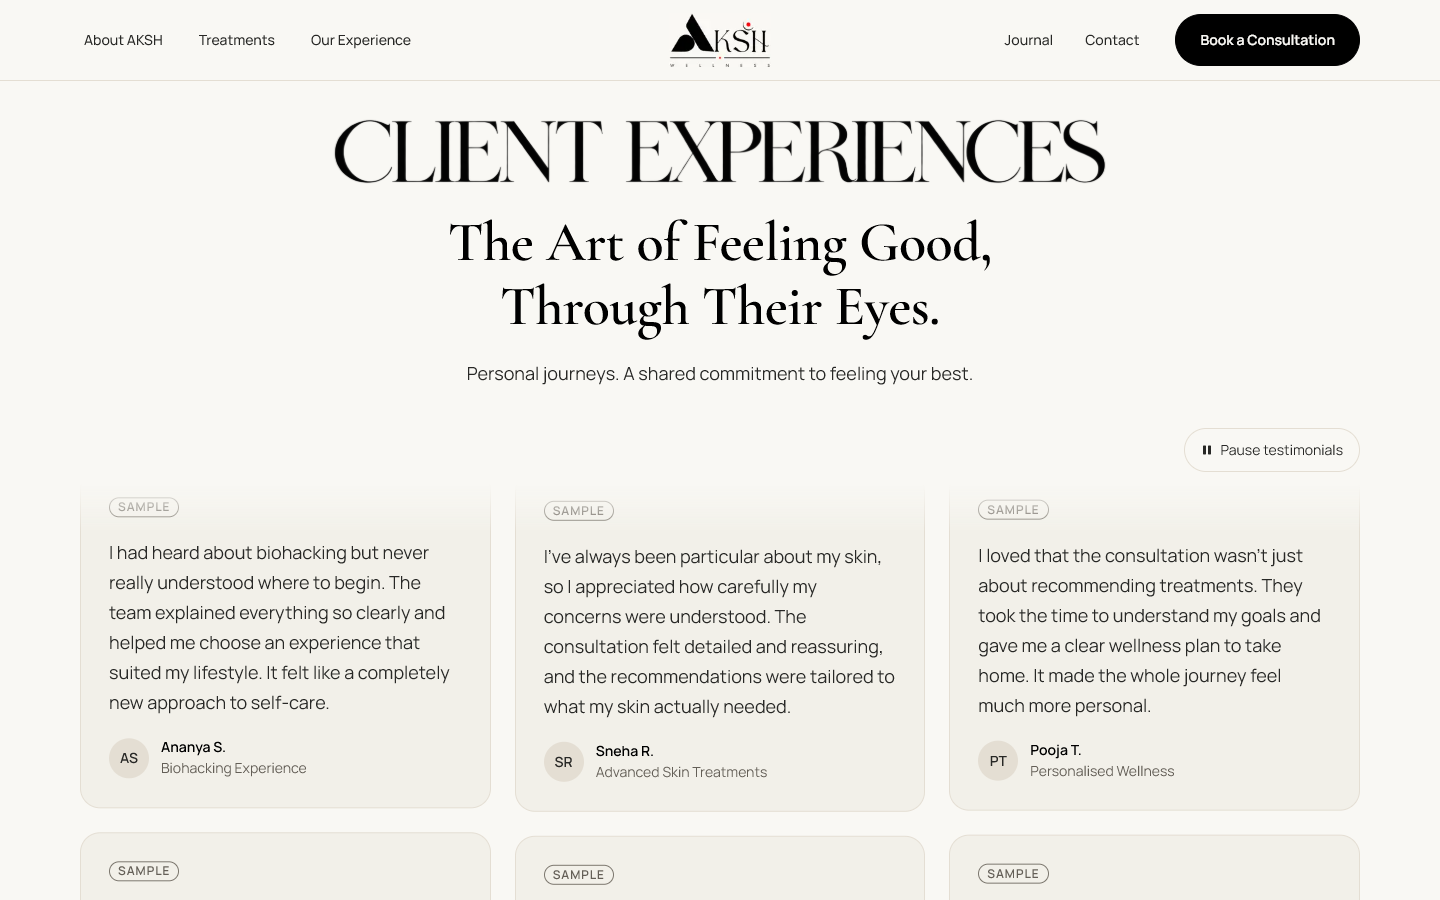 About AKSH
Treatments
Our Experience
AKSH
WELLNESS
Journal
Contact
Book a Consultation
CLIENT EXPERIENCES
The Art of Feeling Good,
Through Their Eyes.
Personal journeys. A shared commitment to feeling your best.
Pause testimonials
SAMPLE
I had heard about biohacking but never
really understood where to begin. The
team explained everything so clearly and
helped me choose an experience that
suited my lifestyle. It felt like a completely
new approach to self-care.
AS
Ananya S.
Biohacking Experience
SAMPLE
I've always been particular about my skin,
so I appreciated how carefully my
concerns were understood. The
consultation felt detailed and reassuring,
and the recommendations were tailored to
what my skin actually needed.
SR
Sneha R.
Advanced Skin Treatments
SAMPLE
I loved that the consultation wasn't just
about recommending treatments. They
took the time to understand my goals and
gave me a clear wellness plan to take
home. It made the whole journey feel
much more personal.
PT
Pooja T.
Personalised Wellness
SAMPLE
SAMPLE
SAMPLE